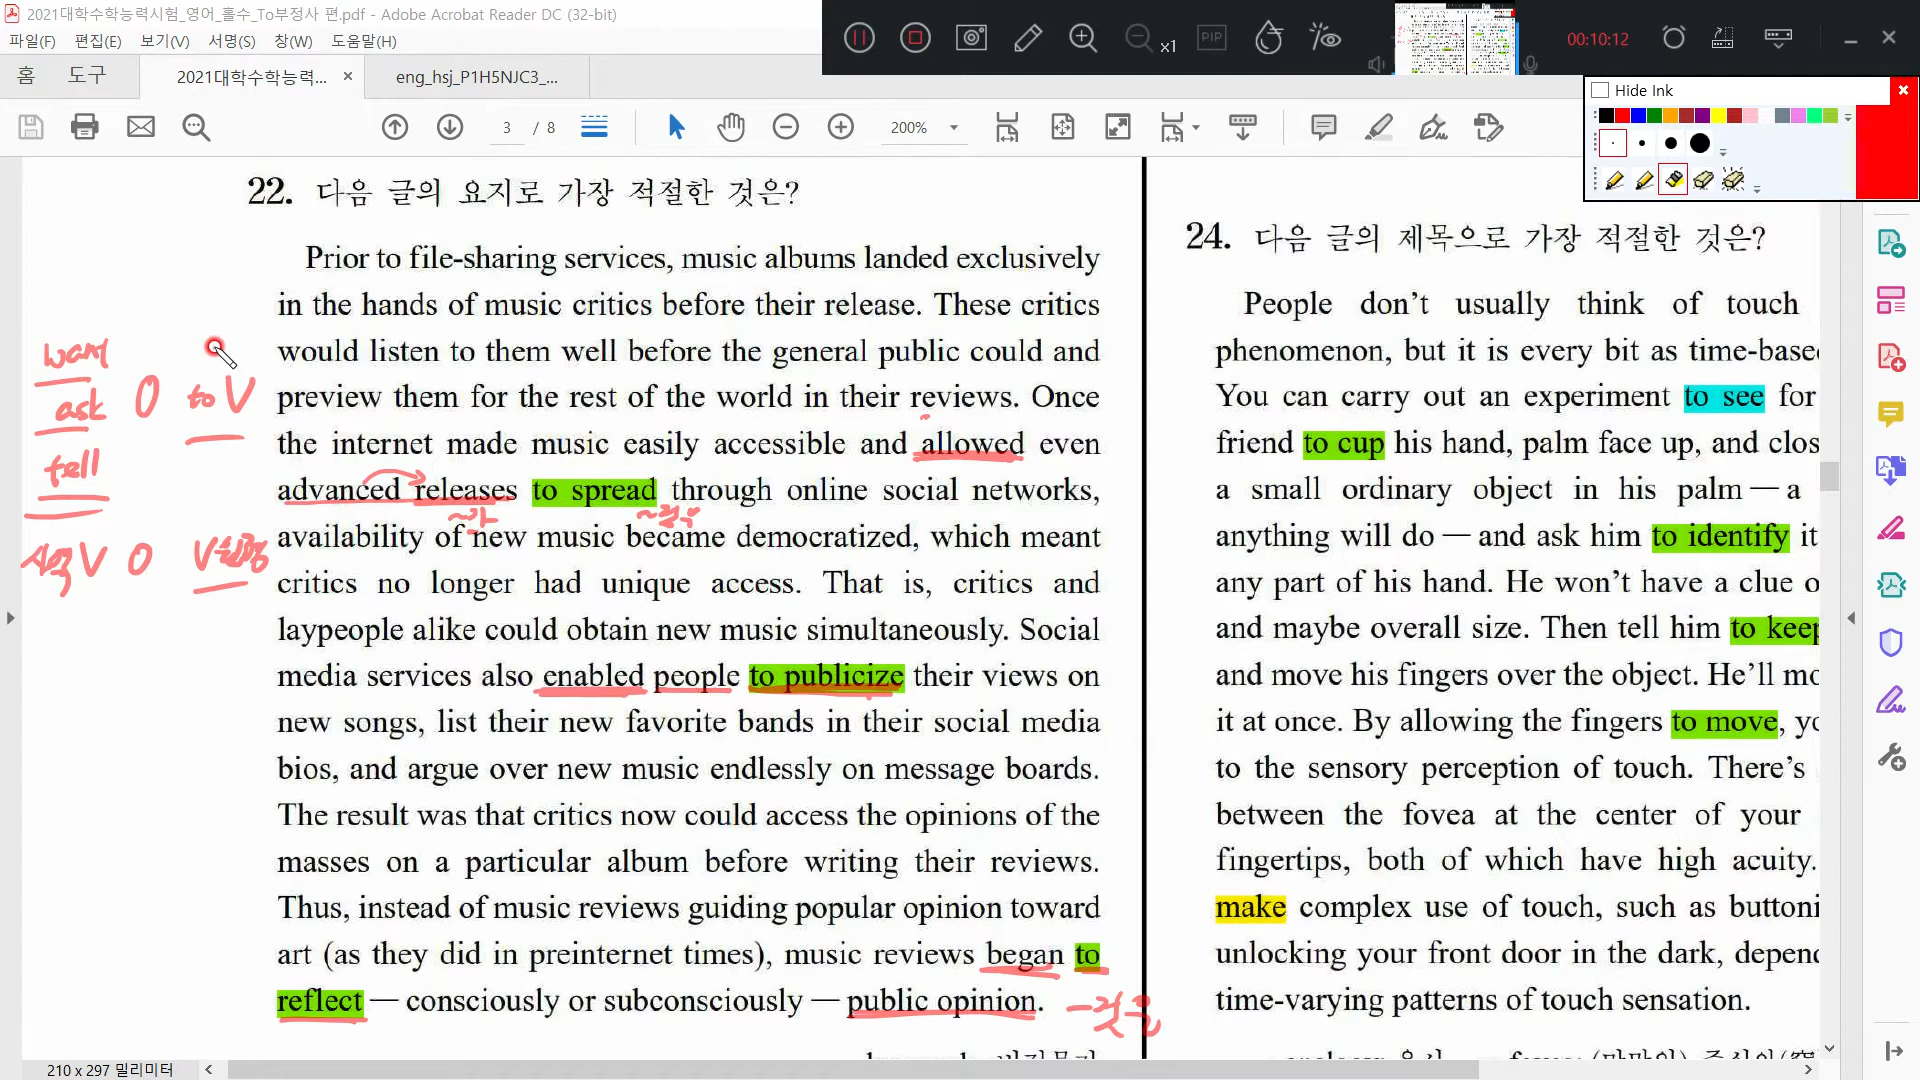 2021대학수학능력시험_영어_홀수_To부정사 편.pdf - Adobe Acrobat Reader DC (32-bit)
파일(F) 편집(E) 보기(V) 서명(S) 창(W) 도움말(H)
x1 PIP 00:10:12
홈 도구 2021대학수학능력... × eng_hsj_P1H5NJC3_...
Hide Ink
3 / 8 200%
22. 다음 글의 요지로 가장 적절한 것은?
Prior to file-sharing services, music albums landed exclusively
in the hands of music critics before their release. These critics
would listen to them well before the general public could and
preview them for the rest of the world in their reviews. Once
the internet made music easily accessible and allowed even
advanced releases to spread through online social networks,
availability of new music became democratized, which meant
critics no longer had unique access. That is, critics and
laypeople alike could obtain new music simultaneously. Social
media services also enabled people to publicize their views on
new songs, list their new favorite bands in their social media
bios, and argue over new music endlessly on message boards.
The result was that critics now could access the opinions of the
masses on a particular album before writing their reviews.
Thus, instead of music reviews guiding popular opinion toward
art (as they did in preinternet times), music reviews began to
reflect — consciously or subconsciously — public opinion.
want
ask O to V
tell
사역V O V원형
~가
~것을
24. 다음 글의 제목으로 가장 적절한 것은?
People don't usually think of touch
phenomenon, but it is every bit as time-base
You can carry out an experiment to see for
friend to cup his hand, palm face up, and clos
a small ordinary object in his palm — a
anything will do — and ask him to identify it
any part of his hand. He won't have a clue o
and maybe overall size. Then tell him to keep
and move his fingers over the object. He'll mo
it at once. By allowing the fingers to move, yo
to the sensory perception of touch. There's
between the fovea at the center of your
fingertips, both of which have high acuity.
make complex use of touch, such as buttoni
unlocking your front door in the dark, depend
time-varying patterns of touch sensation.
210 x 297 밀리미터